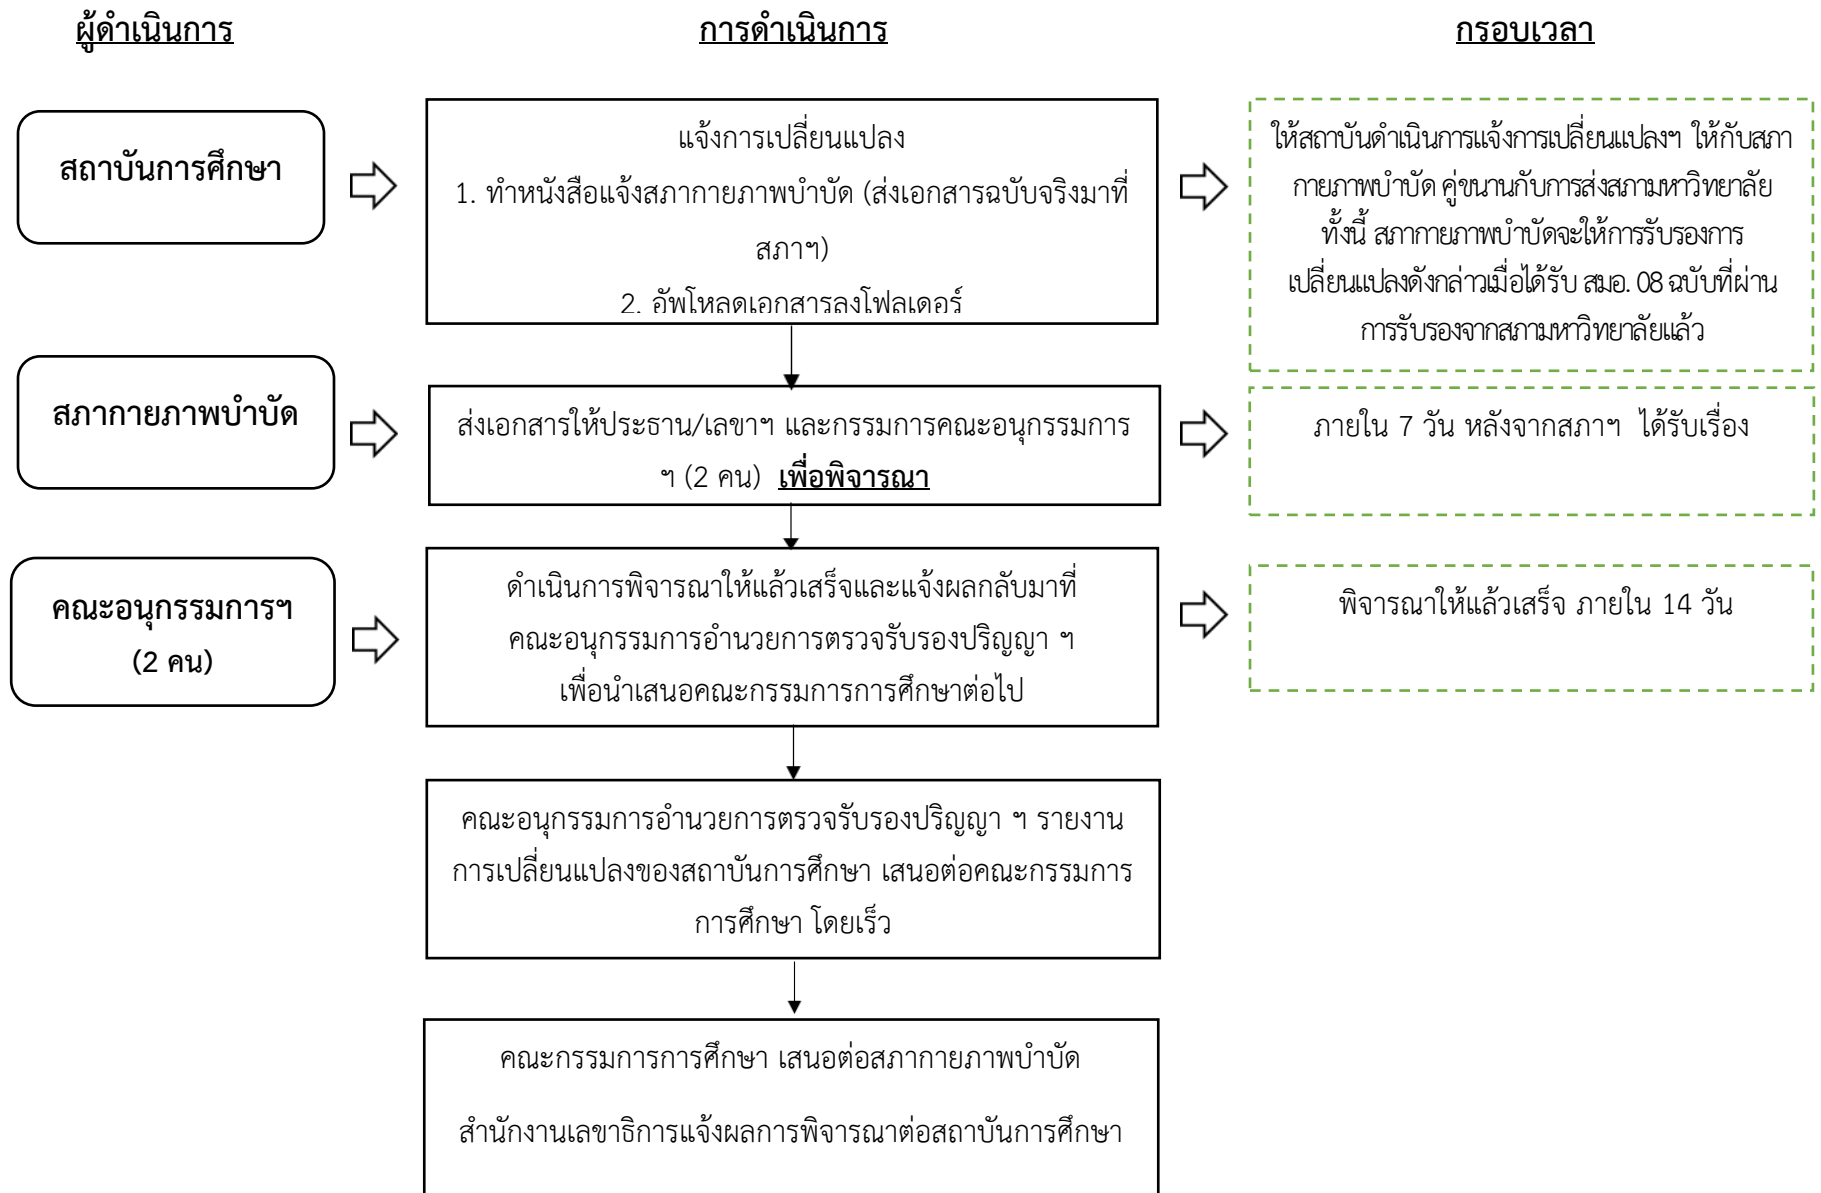 ผู้ดำเนินการ
การดำเนินการ
กรอบเวลา
สถาบันการศึกษา
แจ้งการเปลี่ยนแปลง
1. ทำหนังสือแจ้งสภากายภาพบำบัด (ส่งเอกสารฉบับจริงมาที่
สภาฯ)
2. อัพโหลดเอกสารลงโฟลเดอร์
ให้สถาบันดำเนินการแจ้งการเปลี่ยนแปลงฯ ให้กับสภา
กายภาพบำบัด คู่ขนานกับการส่งสภามหาวิทยาลัย
ทั้งนี้ สภากายภาพบำบัดจะให้การรับรองการ
เปลี่ยนแปลงดังกล่าวเมื่อได้รับ สมอ. 08 ฉบับที่ผ่าน
การรับรองจากสภามหาวิทยาลัยแล้ว
สภากายภาพบำบัด
ส่งเอกสารให้ประธาน/เลขาฯ และกรรมการคณะอนุกรรมการ
ฯ (2 คน) เพื่อพิจารณา
ภายใน 7 วัน หลังจากสภาฯ ได้รับเรื่อง
คณะอนุกรรมการฯ
(2 คน)
ดำเนินการพิจารณาให้แล้วเสร็จและแจ้งผลกลับมาที่
คณะอนุกรรมการอำนวยการตรวจรับรองปริญญา ฯ
เพื่อนำเสนอคณะกรรมการการศึกษาต่อไป
พิจารณาให้แล้วเสร็จ ภายใน 14 วัน
คณะอนุกรรมการอำนวยการตรวจรับรองปริญญา ฯ รายงาน
การเปลี่ยนแปลงของสถาบันการศึกษา เสนอต่อคณะกรรมการ
การศึกษา โดยเร็ว
คณะกรรมการการศึกษา เสนอต่อสภากายภาพบำบัด
สำนักงานเลขาธิการแจ้งผลการพิจารณาต่อสถาบันการศึกษา